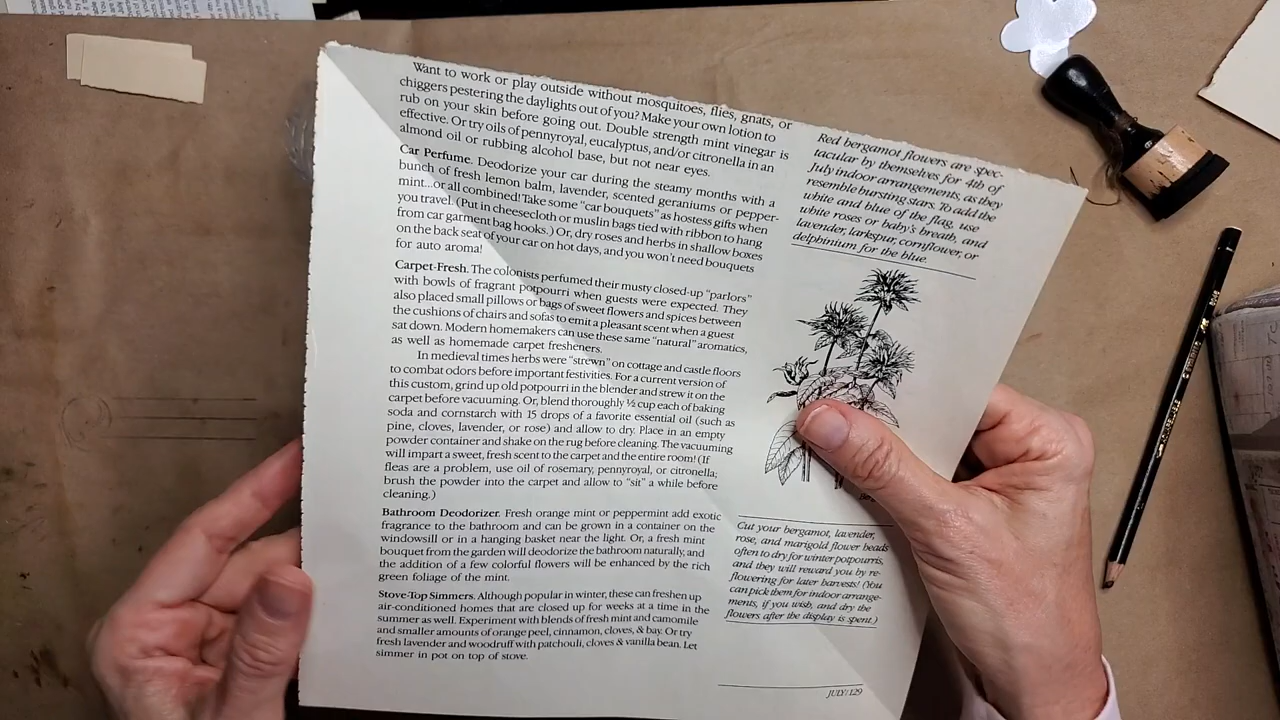 Want to work or play outside without mosquitoes, flies, gnats, or
chiggers pestering the daylights out of you? Make your own lotion to
rub on your skin before going out. Double strength mint vinegar is
effective. Or try oils of pennyroyal, eucalyptus, and/or citronella in an
almond oil or rubbing alcohol base, but not near eyes.
Car Perfume. Deodorize your car during the steamy months with a
bunch of fresh lemon balm, lavender, scented geraniums or pepper-
mint...or all combined! Take some "car bouquets" as hostess gifts when
you travel. (Put in cheesecloth or muslin bags tied with ribbon to hang
from car garment bag hooks.) Or, dry roses and herbs in shallow boxes
on the back seat of your car on hot days, and you won't need bouquets
for auto aroma!
Carpet-Fresh. The colonists perfumed their musty closed-up "parlors"
with bowls of fragrant potpourri when guests were expected. They
also placed small pillows or bags of sweet flowers and spices between
the cushions of chairs and sofas to emit a pleasant scent when a guest
sat down. Modern homemakers can use these same "natural" aromatics,
as well as homemade carpet fresheners.
In medieval times herbs were "strewn" on cottage and castle floors
to combat odors before important festivities. For a current version of
this custom, grind up old potpourri in the blender and strew it on the
carpet before vacuuming. Or, blend thoroughly ½ cup each of baking
soda and cornstarch with 15 drops of a favorite essential oil (such as
pine, cloves, lavender, or rose) and allow to dry. Place in an empty
powder container and shake on the rug before cleaning. The vacuuming
will impart a sweet, fresh scent to the carpet and the entire room! (If
fleas are a problem, use oil of rosemary, pennyroyal, or citronella;
brush the powder into the carpet and allow to "sit" a while before
cleaning.)
Bathroom Deodorizer. Fresh orange mint or peppermint add exotic
fragrance to the bathroom and can be grown in a container on the
windowsill or in a hanging basket near the light. Or, a fresh mint
bouquet from the garden will deodorize the bathroom naturally, and
the addition of a few colorful flowers will be enhanced by the rich
green foliage of the mint.
Stove-Top Simmers. Although popular in winter, these can freshen up
air-conditioned homes that are closed up for weeks at a time in the
summer as well. Experiment with blends of fresh mint and camomile
and smaller amounts of orange peel, cinnamon, cloves, & bay. Or try
fresh lavender and woodruff with patchouli, cloves & vanilla bean. Let
simmer in pot on top of stove.
Red bergamot flowers are spec-
tacular by themselves for 4th of
July indoor arrangements, as they
resemble bursting stars. To add the
white and blue of the flag, use
white roses or baby's breath, and
lavender, larkspur, cornflower, or
delphinium for the blue.
Cut your bergamot, lavender,
rose, and marigold flower heads
often to dry for winter potpourris,
and they will reward you by re-
flowering for later harvests! (You
can pick them for indoor arrange-
ments, if you wish, and dry the
flowers after the display is spent.)
JULY/129